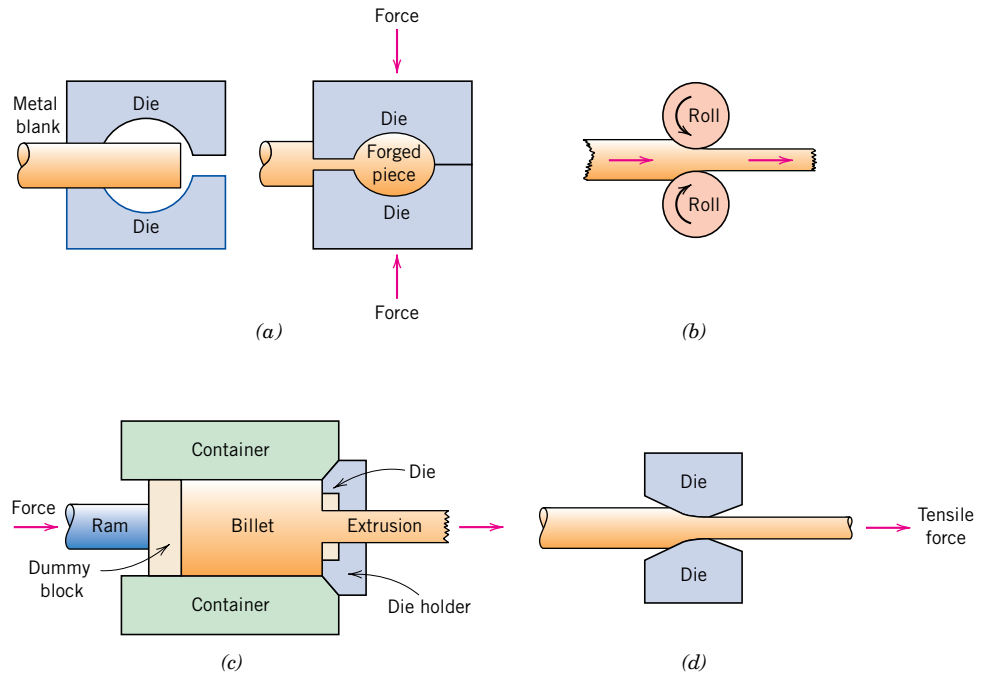 Force
Metal
blank
Die
Die
Die
Forged
piece
Die
Force
(a)
Roll
Roll
(b)
Container
Die
Force
Ram
Billet
Extrusion
Dummy
block
Container
Die holder
(c)
Die
Tensile
force
Die
(d)